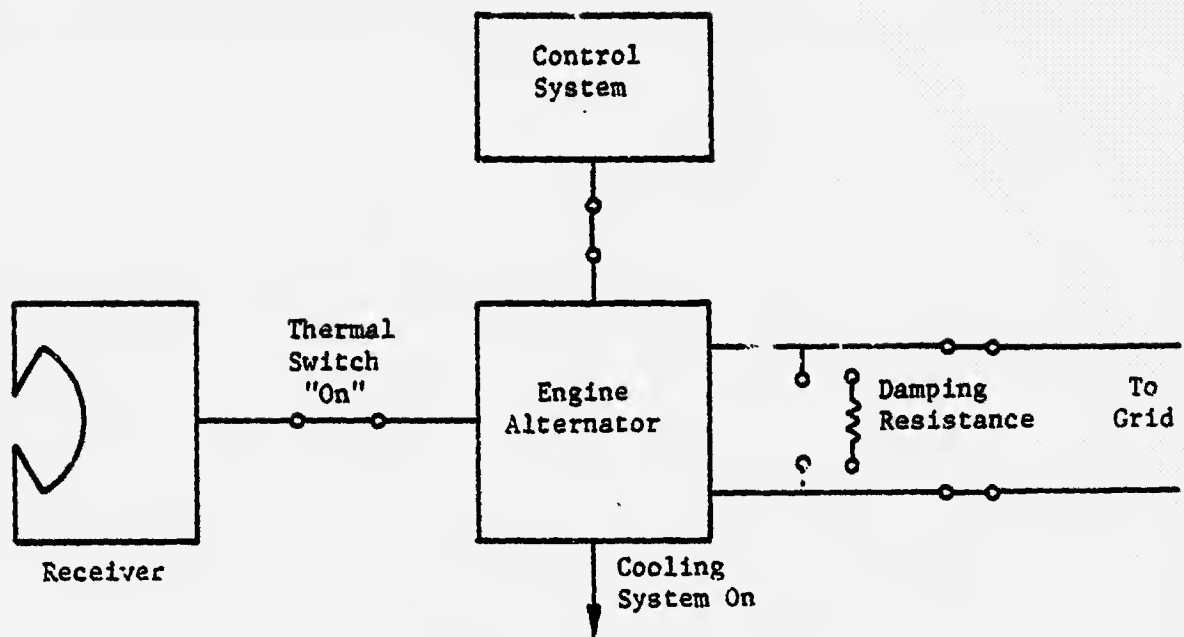 Control
System
Thermal
Switch
"On"
Engine
Alternator
Damping
Resistance
To
Grid
Receiver
Cooling
System On